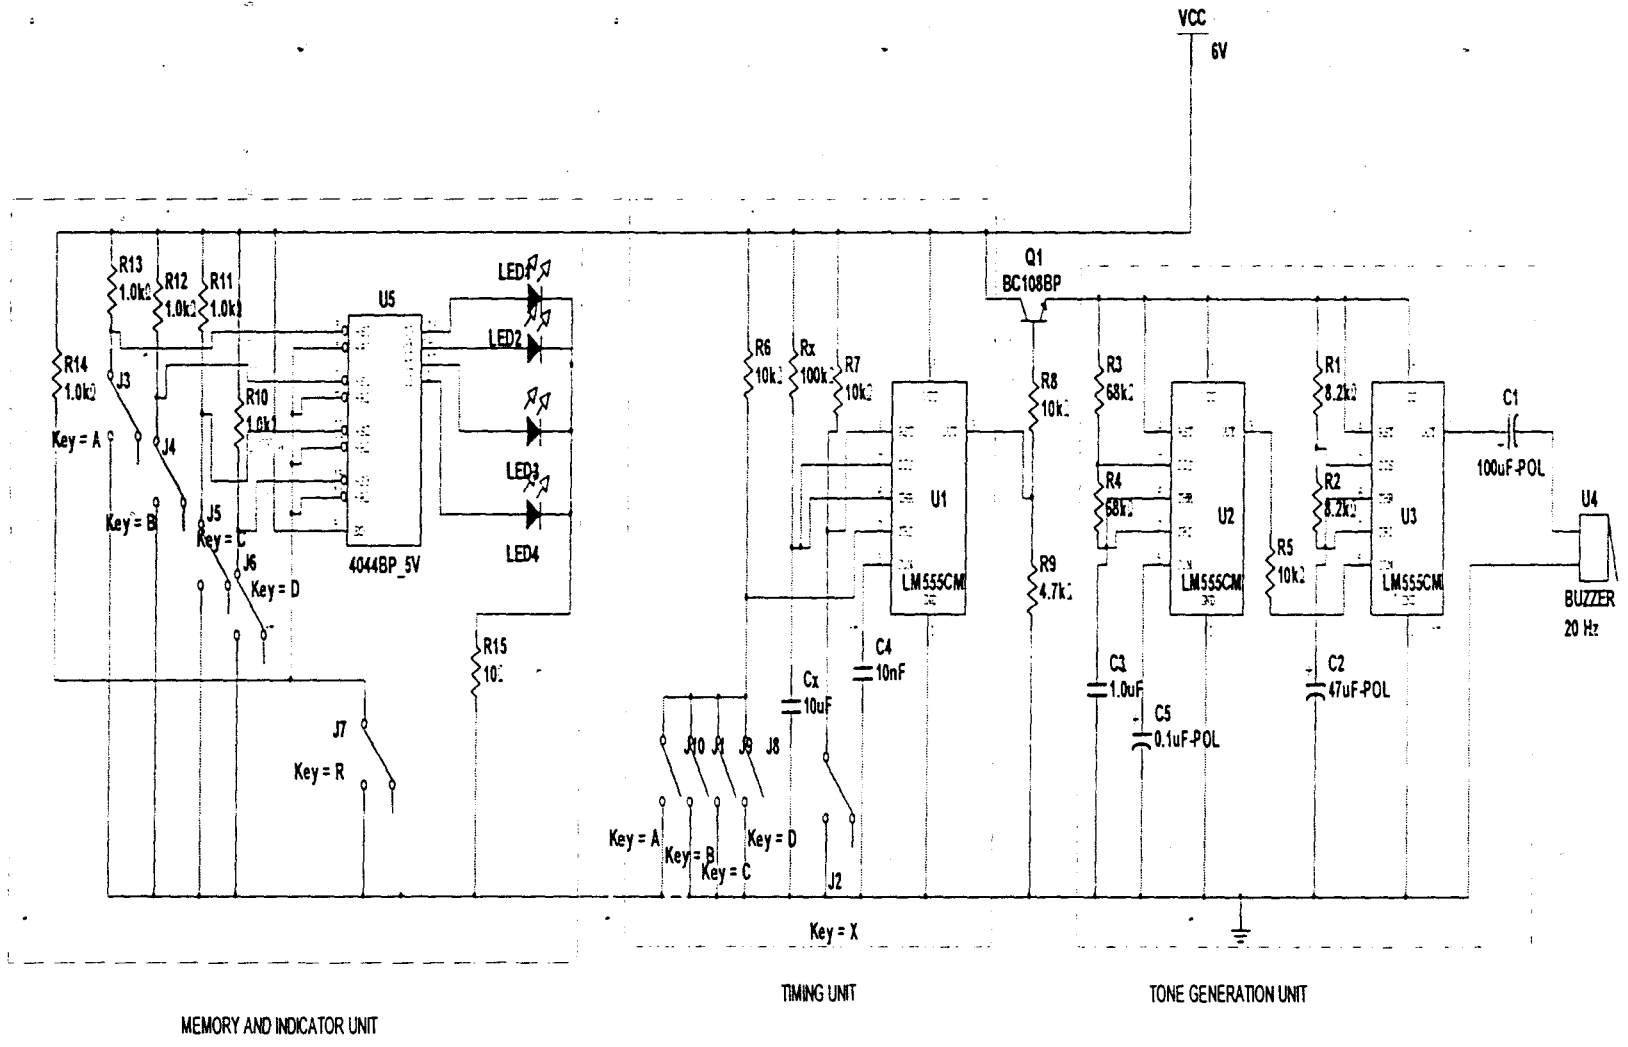 VCC
6V
Q1
BC108BP
R13
1.0kΩ
R12
1.0kΩ
R11
1.0kΩ
U5
LED1
LED2
LED3
LED4
R14
1.0kΩ
J3
Key = A
R10
1.0kΩ
J4
Key = B
J5
Key = C
J6
Key = D
4044BP_5V
R15
10Ω
J7
Key = R
R6
10kΩ
Rx
100kΩ
R7
10kΩ
U1
LM555CM
GND
R8
10kΩ
R9
4.7kΩ
C4
10nF
Cx
10uF
J10
J1
J9
J8
Key = A
Key = B
Key = C
Key = D
J2
Key = X
R3
68kΩ
R4
68kΩ
U2
LM555CM
GND
R5
10kΩ
C3
1.0uF
C5
0.1uF-POL
R1
8.2kΩ
R2
8.2kΩ
U3
LM555CM
GND
C2
47uF-POL
C1
100uF-POL
U4
BUZZER
20 Hz
TIMING UNIT
TONE GENERATION UNIT
MEMORY AND INDICATOR UNIT